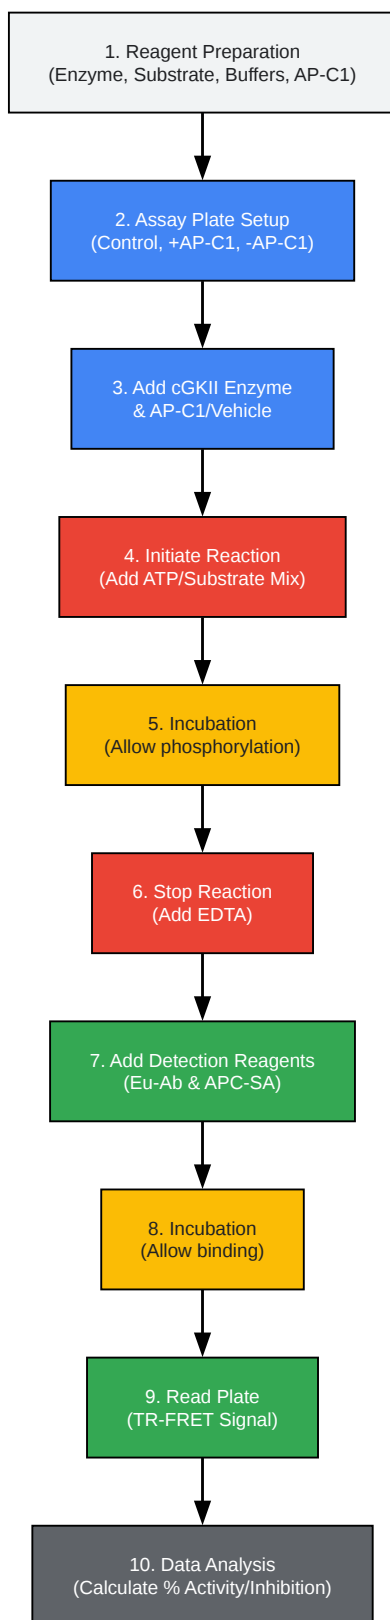 1. Reagent Preparation
(Enzyme, Substrate, Buffers, AP-C1)
2. Assay Plate Setup
(Control, +AP-C1, -AP-C1)
3. Add cGKII Enzyme
& AP-C1/Vehicle
4. Initiate Reaction
(Add ATP/Substrate Mix)
5. Incubation
(Allow phosphorylation)
6. Stop Reaction
(Add EDTA)
7. Add Detection Reagents
(Eu-Ab & APC-SA)
8. Incubation
(Allow binding)
9. Read Plate
(TR-FRET Signal)
10. Data Analysis
(Calculate % Activity/Inhibition)